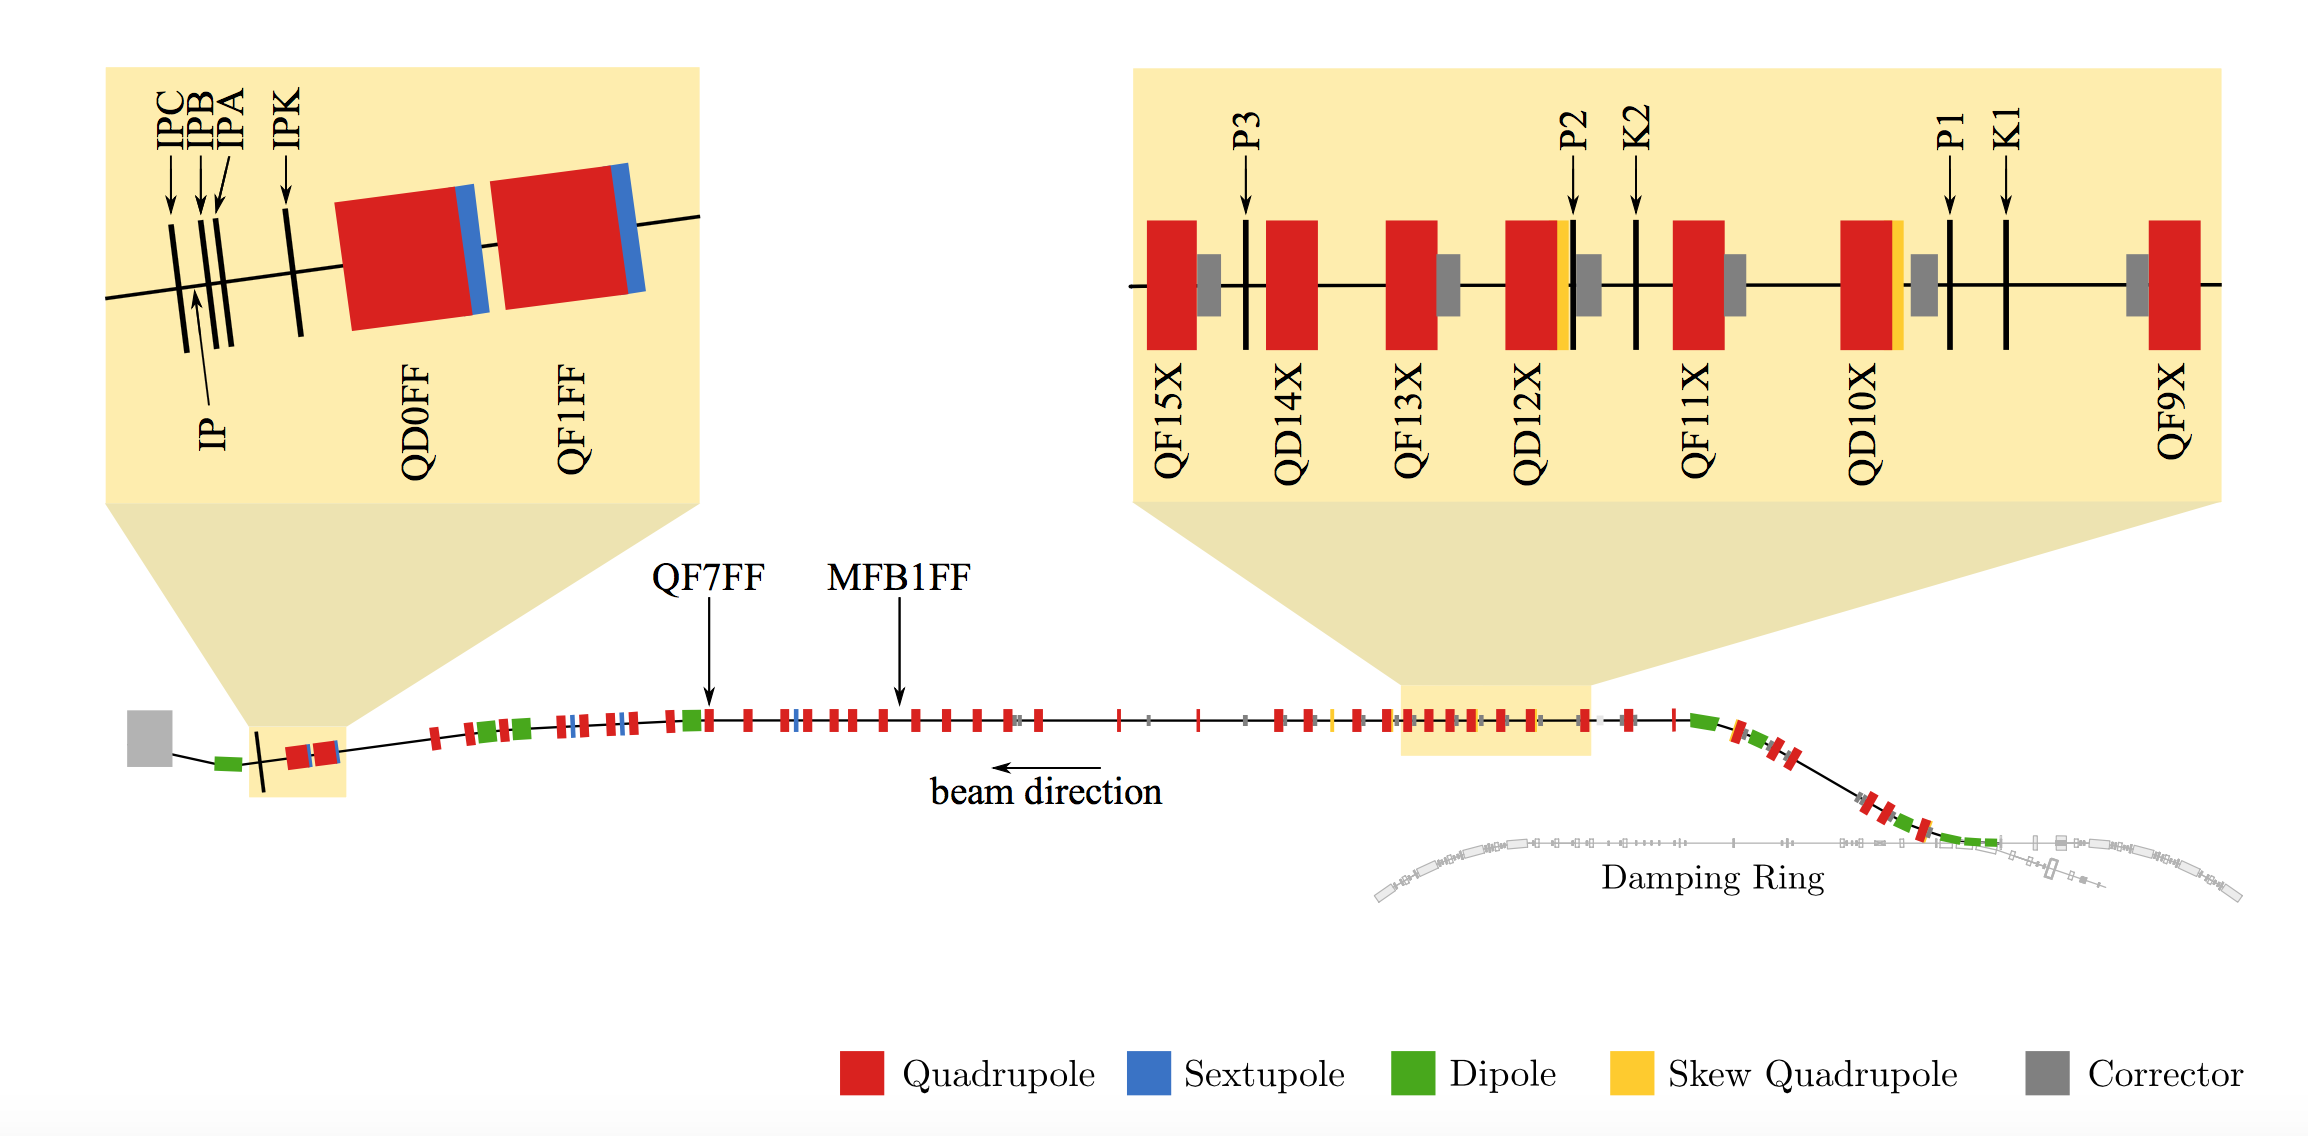 IPC
IPB
IPA
IPK
IP
QD0FF
QF1FF
P3
P2
K2
P1
K1
QF15X
QD14X
QF13X
QD12X
QF11X
QD10X
QF9X
QF7FF
MFB1FF
beam direction
Damping Ring
Quadrupole
Sextupole
Dipole
Skew Quadrupole
Corrector